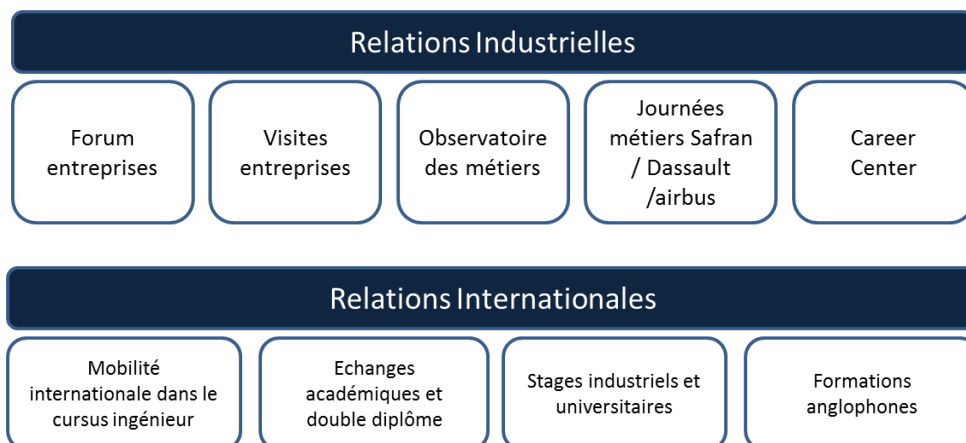 Relations Industrielles
Forum
entreprises
Visites
entreprises
Observatoire
des métiers
Journées
métiers Safran
/ Dassault
/airbus
Career
Center
Relations Internationales
Mobilité
internationale dans le
cursus ingénieur
Echanges
académiques et
double diplôme
Stages industriels et
universitaires
Formations
anglophones